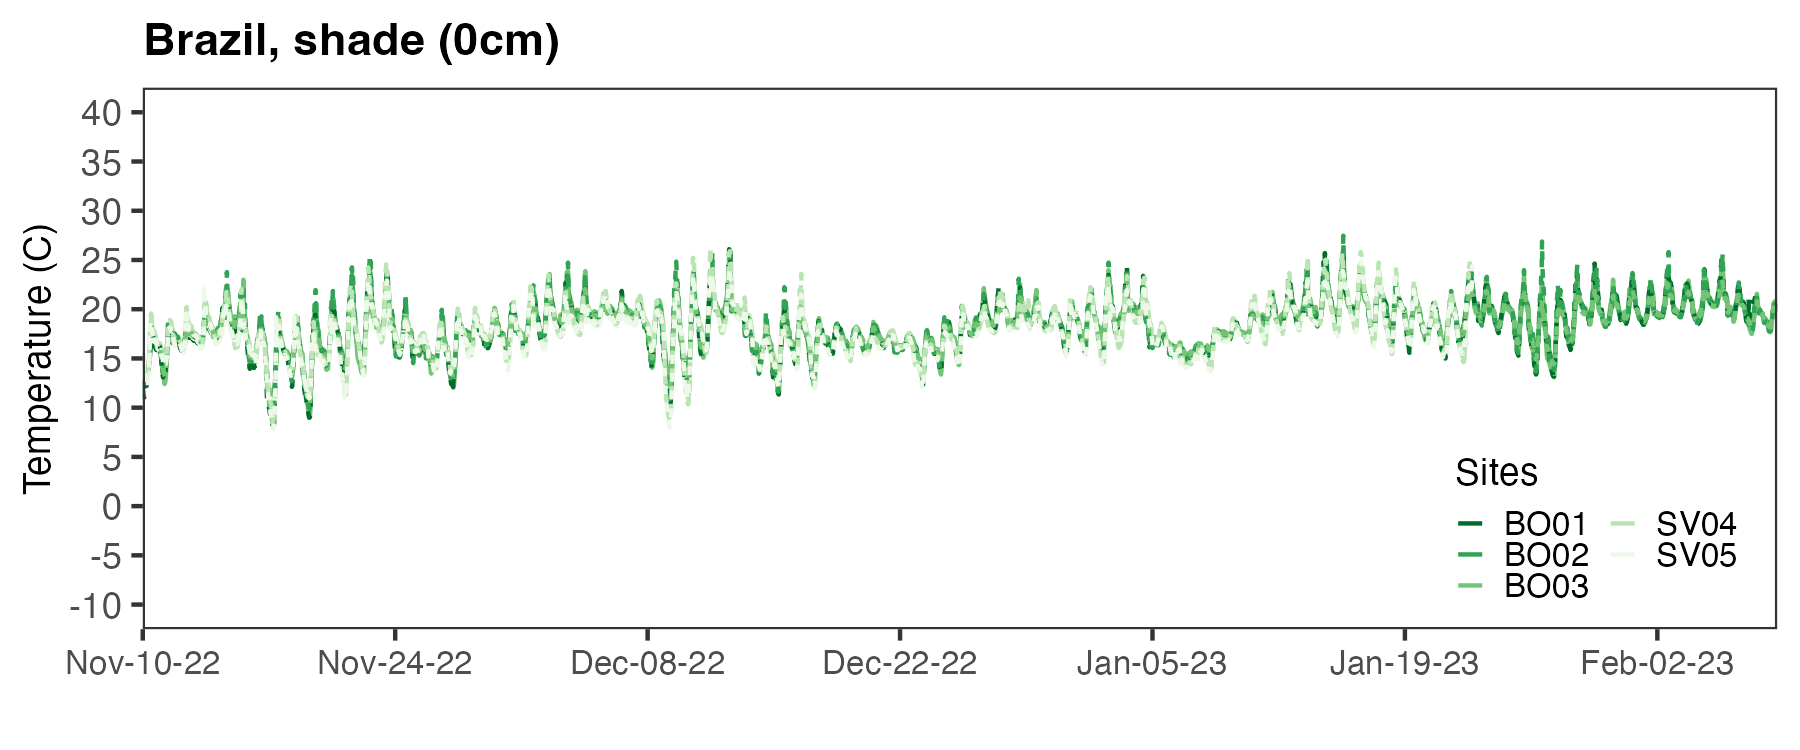 Brazil, shade (0cm)
Temperature (C)
40
35
30
25
20
15
10
5
0
-5
-10
Sites
BO01 SV04
BO02 SV05
BO03
Nov-10-22 Nov-24-22 Dec-08-22 Dec-22-22 Jan-05-23 Jan-19-23 Feb-02-23